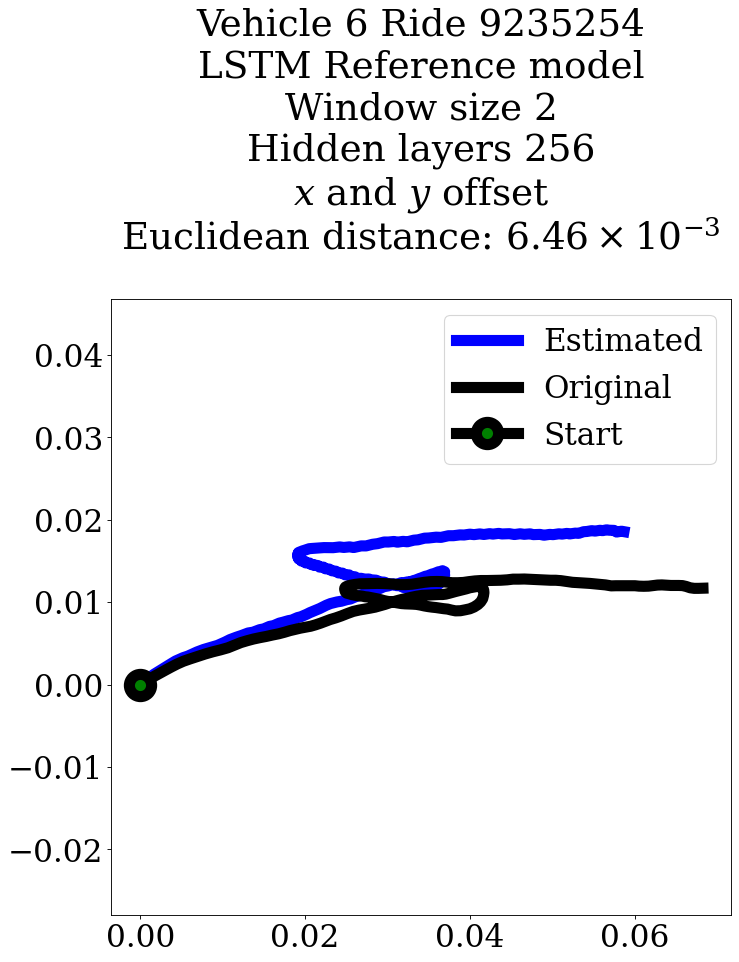 Vehicle 6 Ride 9235254
LSTM Reference model
Window size 2
Hidden layers 256
x and y offset
Euclidean distance: 6.46 × 10⁻³
Estimated
Original
Start
0.04
0.03
0.02
0.01
0.00
−0.01
−0.02
0.00 0.02 0.04 0.06